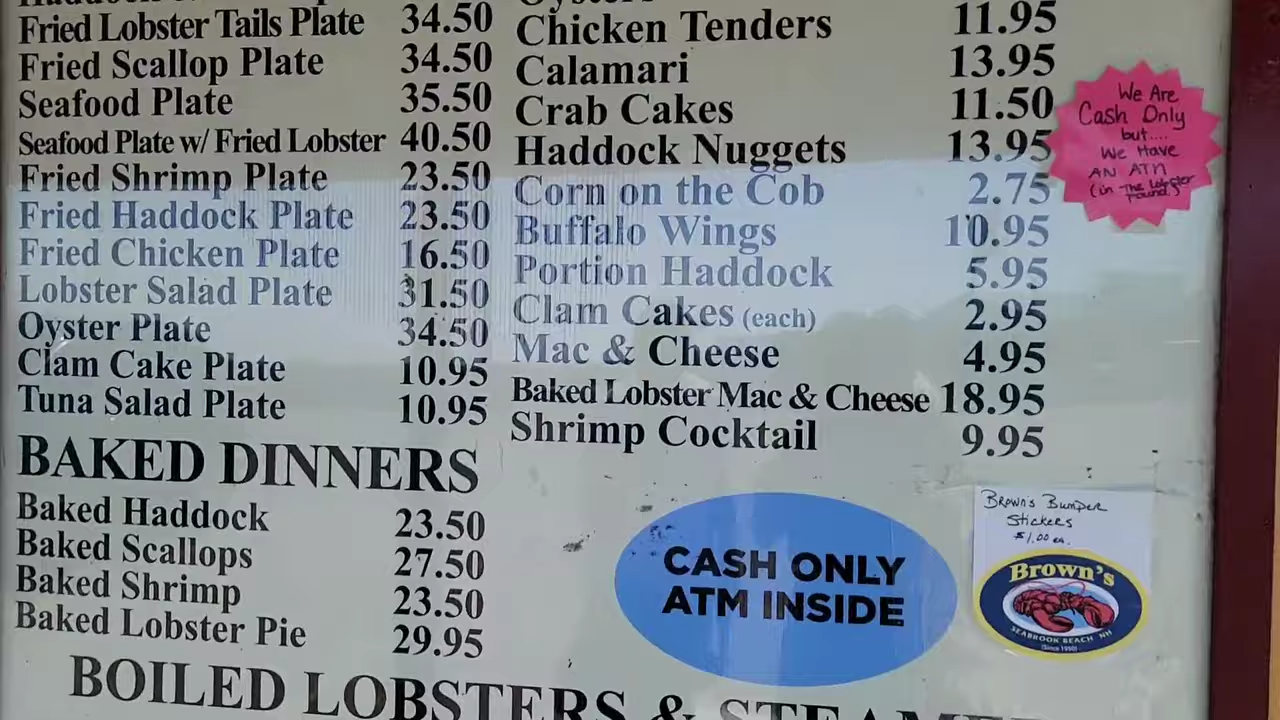 Fried Lobster Tails Plate 34.50
Fried Scallop Plate 34.50
Seafood Plate 35.50
Seafood Plate w/ Fried Lobster 40.50
Fried Shrimp Plate 23.50
Fried Haddock Plate 23.50
Fried Chicken Plate 16.50
Lobster Salad Plate 31.50
Oyster Plate 34.50
Clam Cake Plate 10.95
Tuna Salad Plate 10.95
BAKED DINNERS
Baked Haddock 23.50
Baked Scallops 27.50
Baked Shrimp 23.50
Baked Lobster Pie 29.95
BOILED LOBSTERS &
Chicken Tenders 11.95
Calamari 13.95
Crab Cakes 11.50
Haddock Nuggets 13.95
Corn on the Cob 2.75
Buffalo Wings 10.95
Portion Haddock 5.95
Clam Cakes (each) 2.95
Mac & Cheese 4.95
Baked Lobster Mac & Cheese 18.95
Shrimp Cocktail 9.95
We Are
Cash Only
but....
We Have
AN ATM
(in The Lobster
Pound.)
CASH ONLY
ATM INSIDE
Brown's Bumper
Stickers
$1.00 ea.
Brown's
SEABROOK BEACH, NH
(Since 1950)